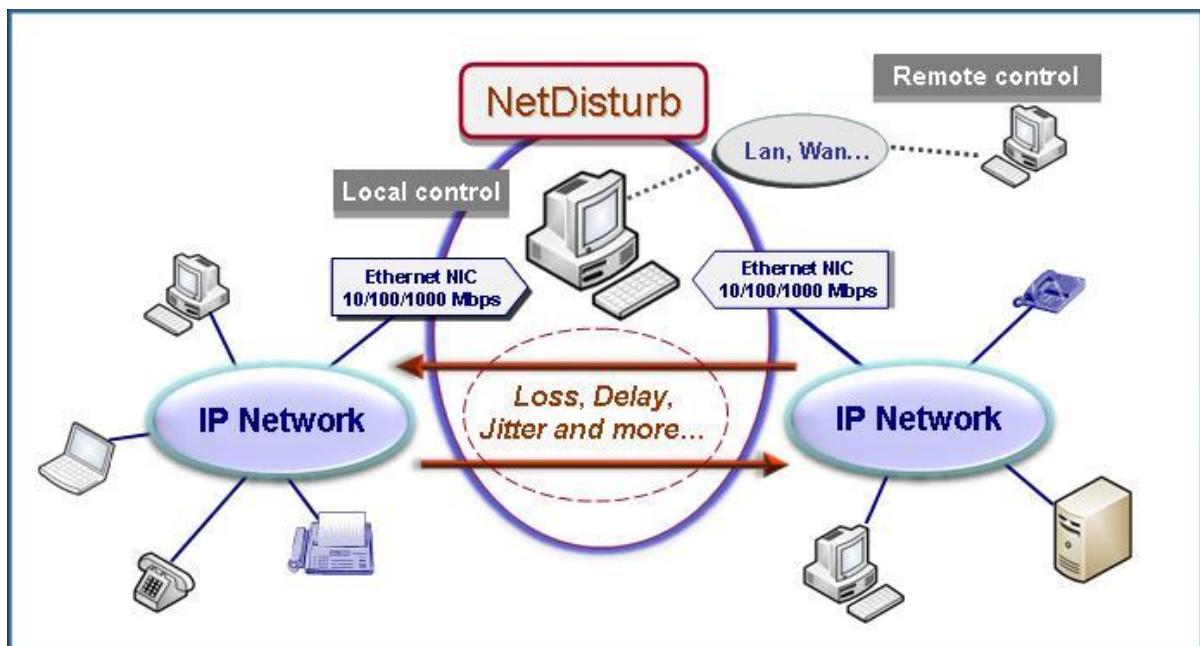 NetDisturb
Remote control
Lan, Wan...
Local control
Ethernet NIC
10/100/1000 Mbps
Ethernet NIC
10/100/1000 Mbps
IP Network
Loss, Delay,
Jitter and more...
IP Network